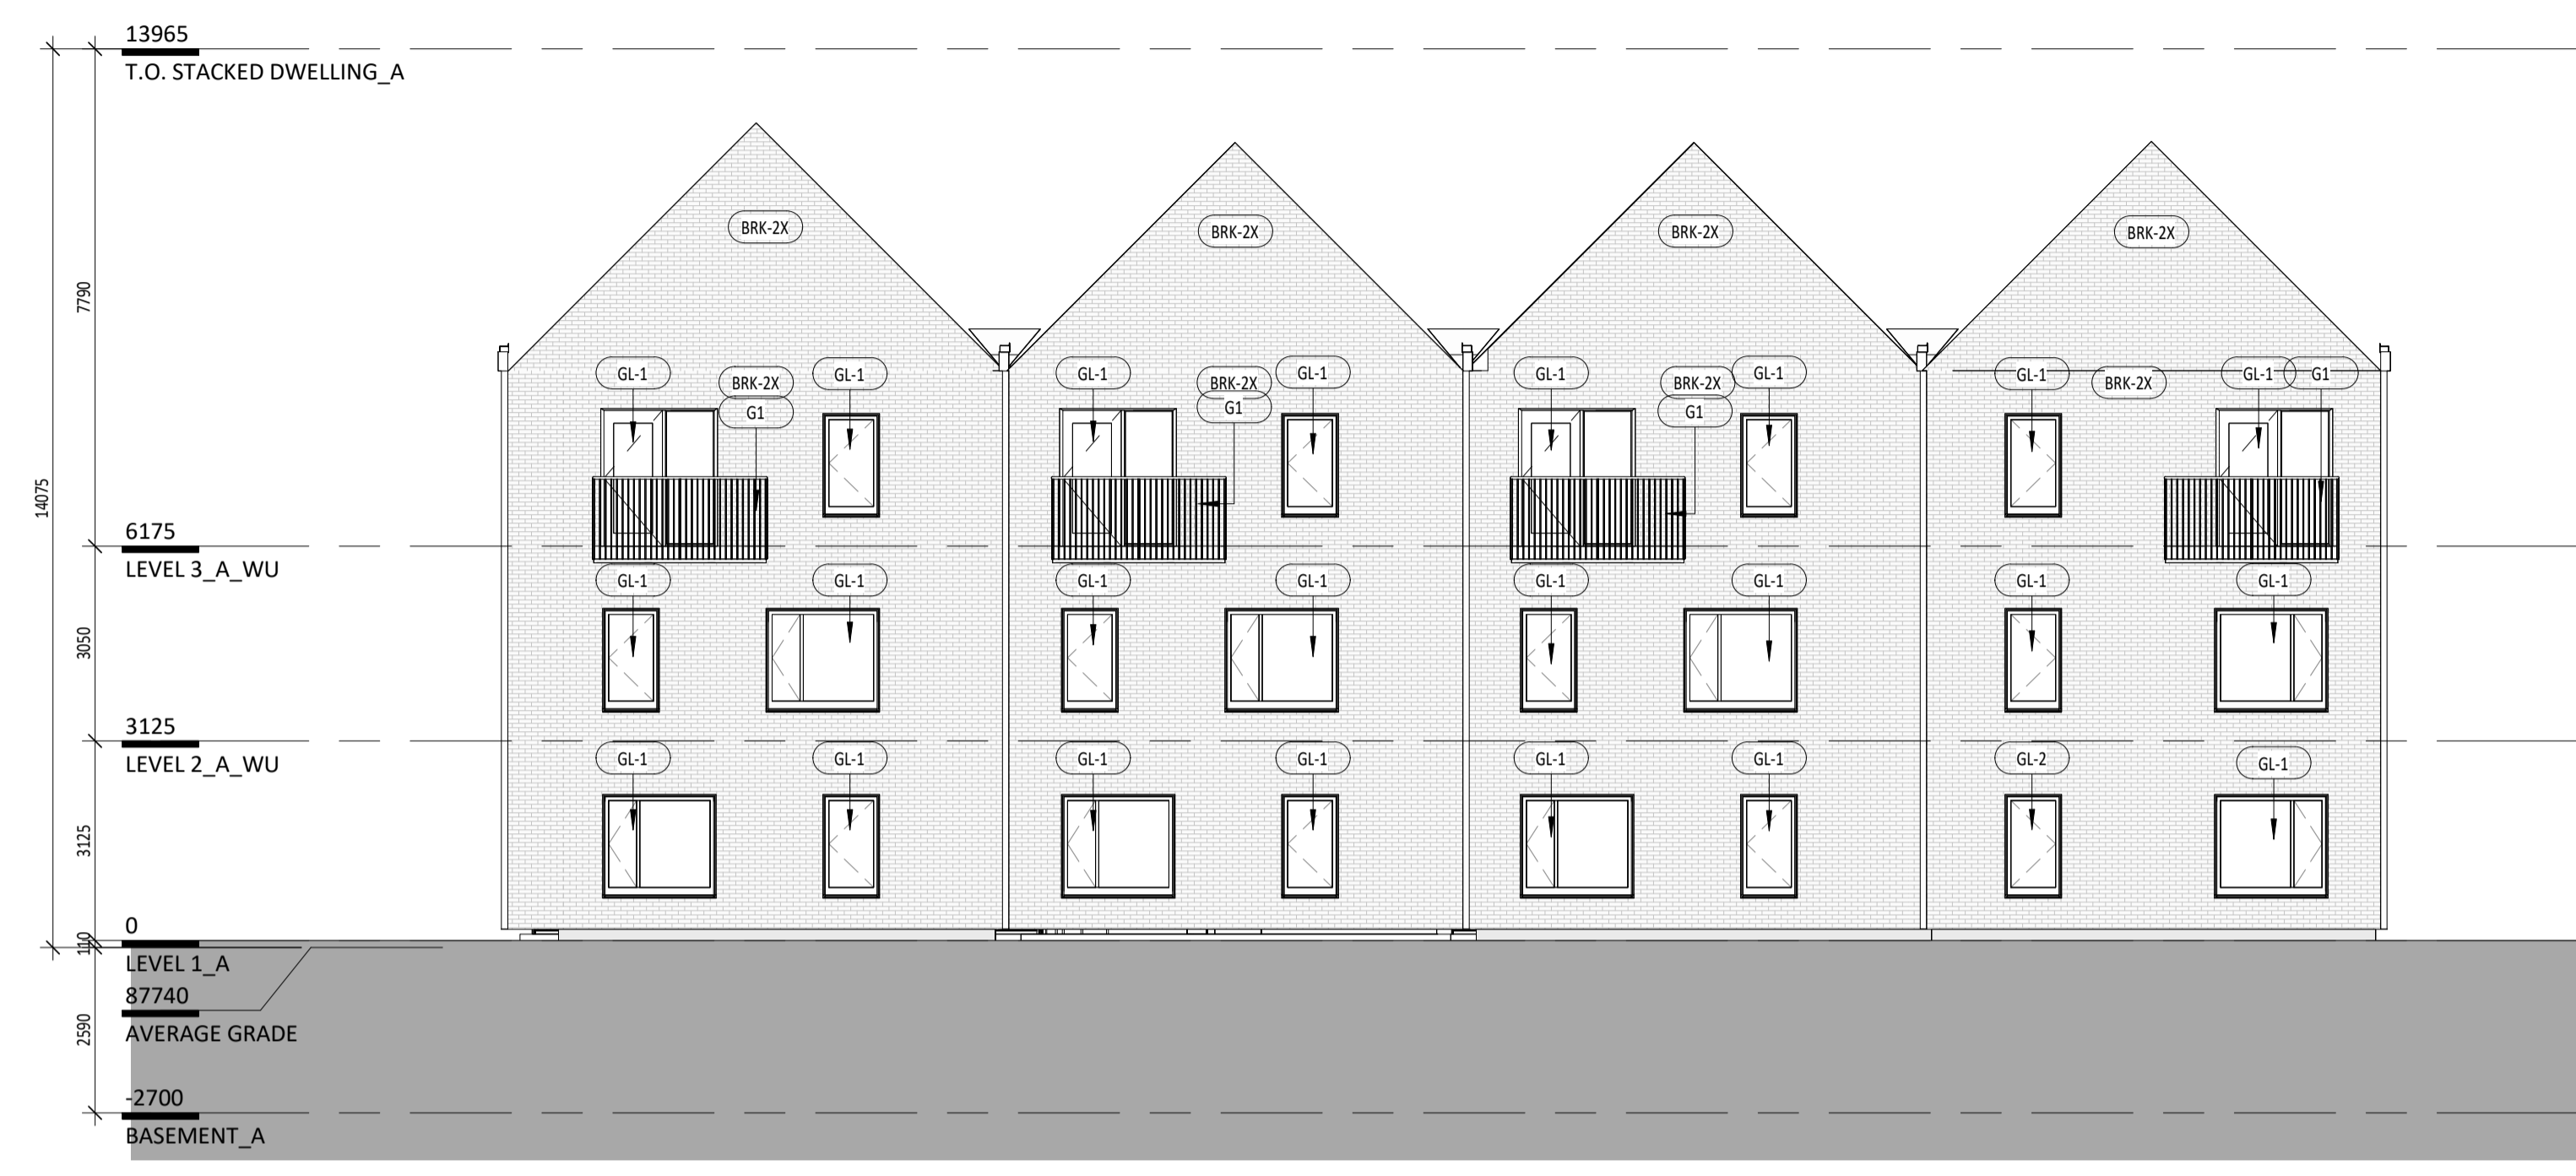 13965
T.O. STACKED DWELLING_A
BRK-2X
BRK-2X BRK-2X BRK-2X
7790
GL-1 GL-1 GL-1 GL-1 GL-1 GL-1 GL-1 GL-1 G1
BRK-2X BRK-2X BRK-2X BRK-2X
G1 G1 G1
14075
6175
LEVEL 3_A_WU
GL-1 GL-1 GL-1 GL-1 GL-1 GL-1 GL-1 GL-1
3050
3125
LEVEL 2_A_WU
GL-1 GL-1 GL-1 GL-1 GL-1 GL-1 GL-2 GL-1
3125
0
110
LEVEL 1_A
87740
AVERAGE GRADE
2590
-2700
BASEMENT_A